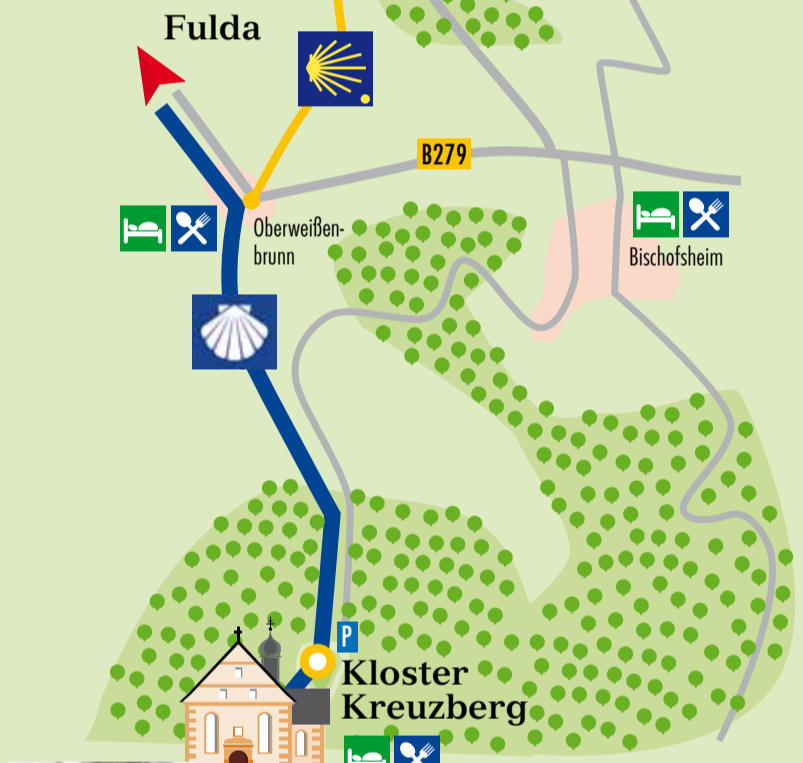 Fulda
B279
Oberweißen-
brunn
Bischofsheim
P
Kloster
Kreuzberg